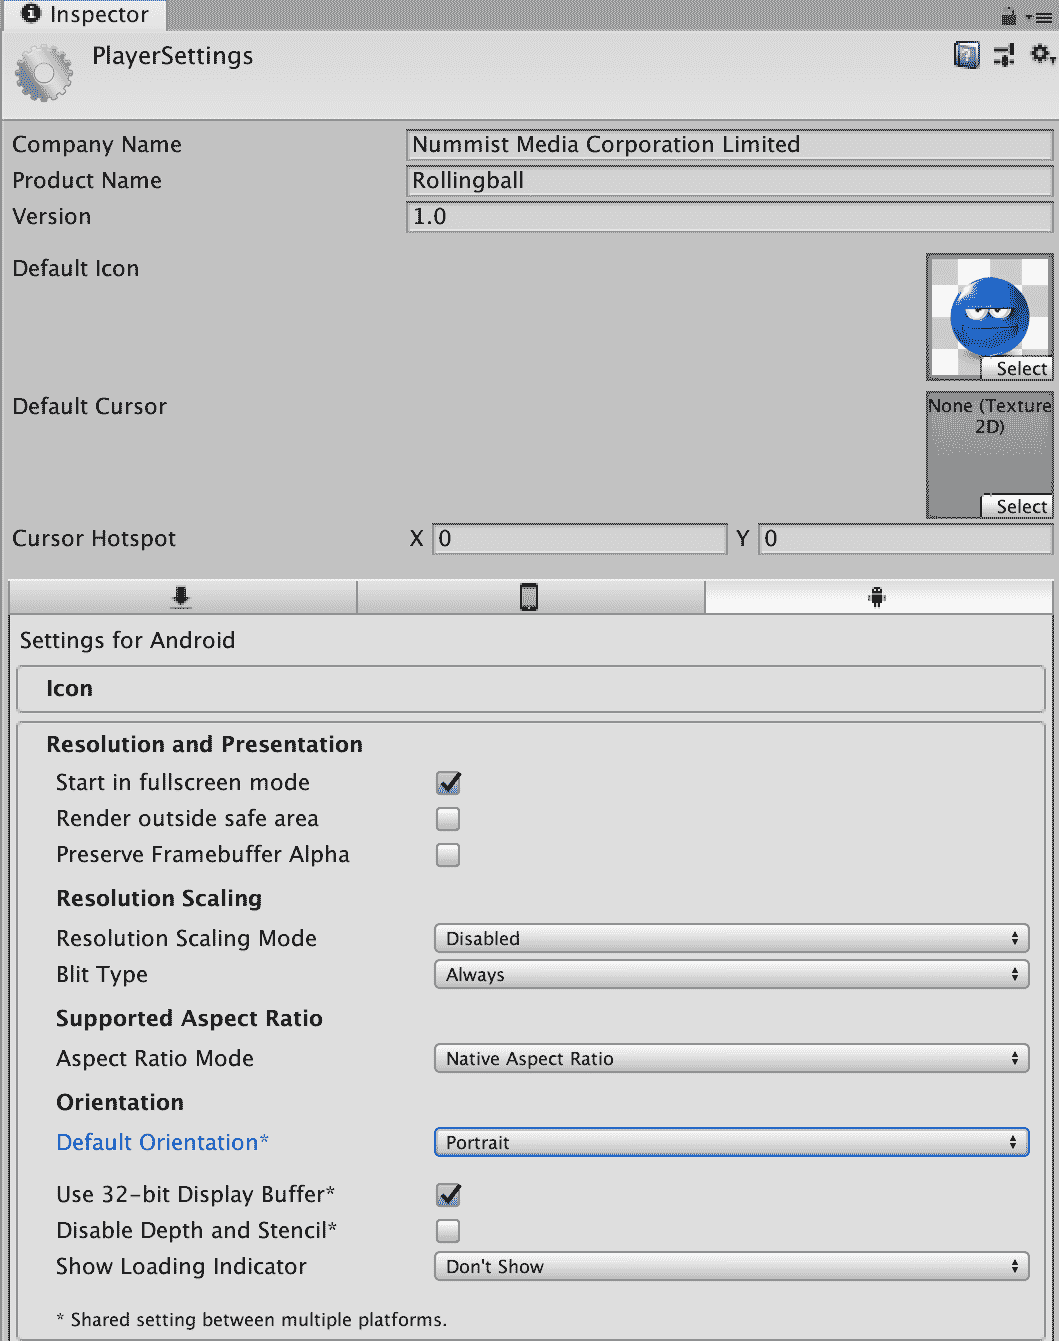 Inspector
PlayerSettings
Company Name Nummist Media Corporation Limited
Product Name Rollingball
Version 1.0
Default Icon
Select
Default Cursor None (Texture
2D)
Select
Cursor Hotspot X 0 Y 0
Settings for Android
Icon
Resolution and Presentation
Start in fullscreen mode
Render outside safe area
Preserve Framebuffer Alpha
Resolution Scaling
Resolution Scaling Mode Disabled
Blit Type Always
Supported Aspect Ratio
Aspect Ratio Mode Native Aspect Ratio
Orientation
Default Orientation* Portrait
Use 32-bit Display Buffer*
Disable Depth and Stencil*
Show Loading Indicator Don't Show
* Shared setting between multiple platforms.